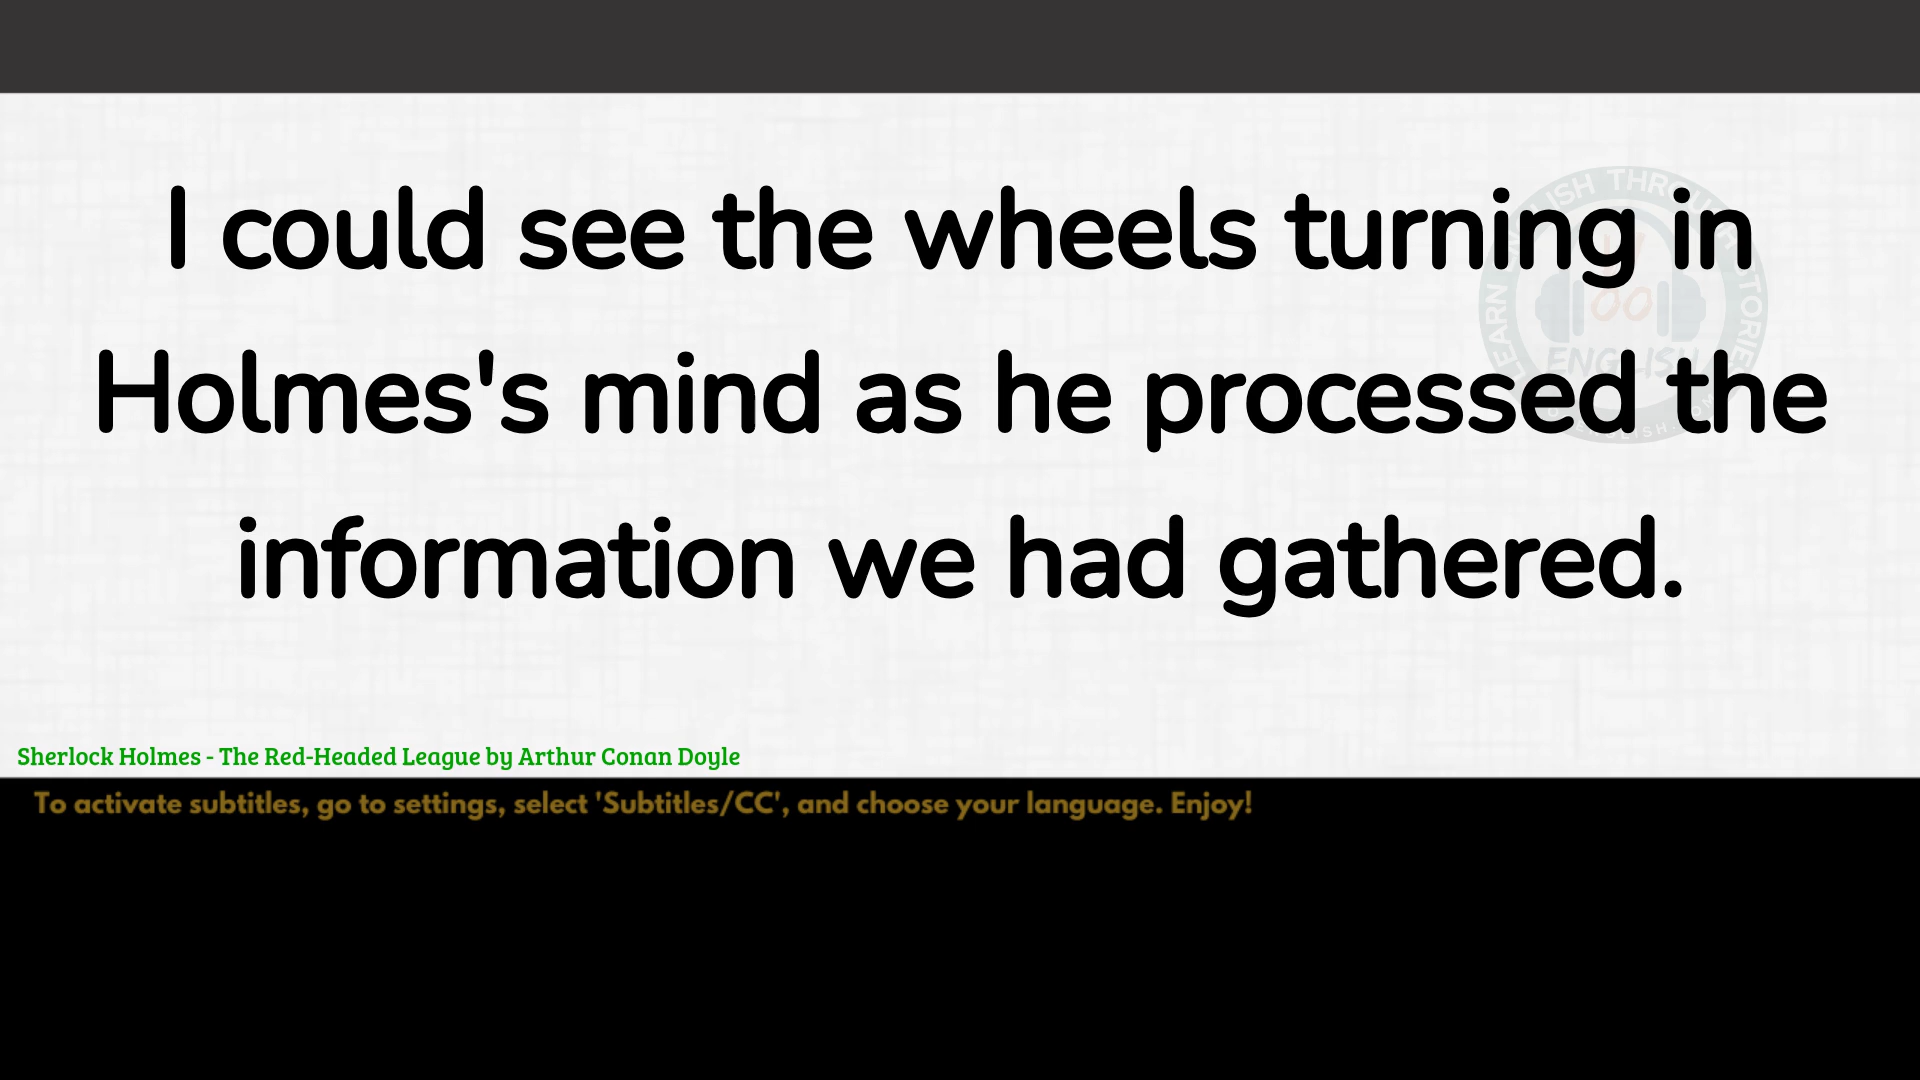 I could see the wheels turning in
Holmes's mind as he processed the
information we had gathered.
Sherlock Holmes - The Red-Headed League by Arthur Conan Doyle
To activate subtitles, go to settings, select 'Subtitles/CC', and choose your language. Enjoy!
LEARN
ENGLISH